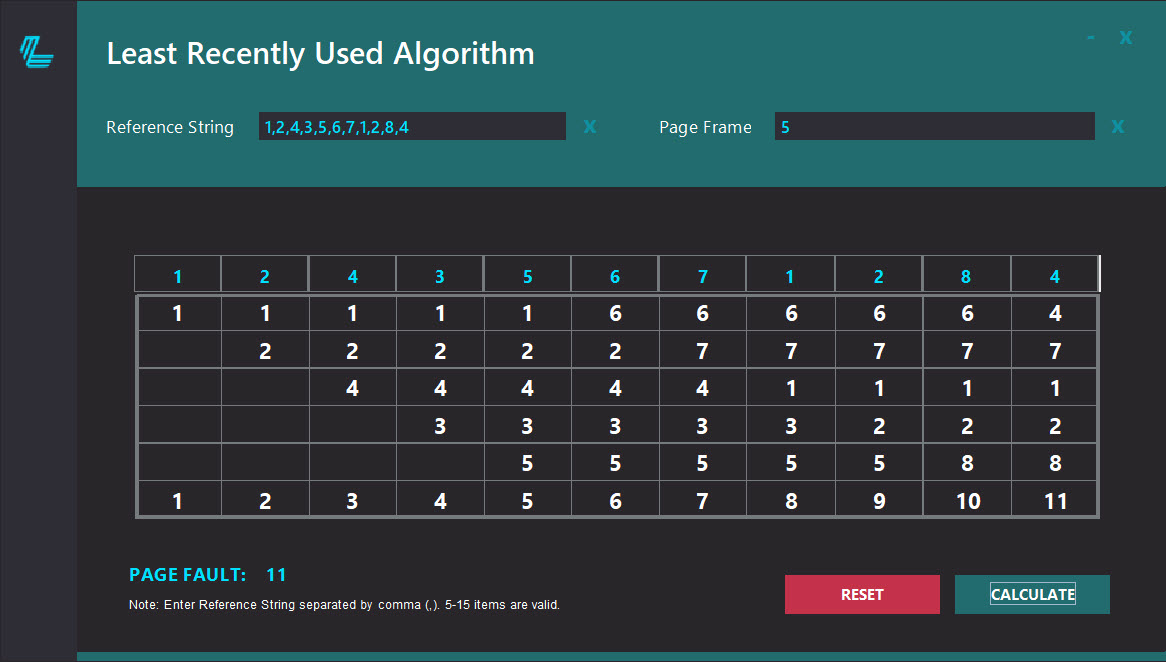 - X
Least Recently Used Algorithm
Reference String 1,2,4,3,5,6,7,1,2,8,4 X Page Frame 5 X
1 2 4 3 5 6 7 1 2 8 4
1 1 1 1 1 6 6 6 6 6 4
2 2 2 2 2 7 7 7 7 7
4 4 4 4 4 1 1 1 1
3 3 3 3 3 2 2 2
5 5 5 5 5 8 8
1 2 3 4 5 6 7 8 9 10 11
PAGE FAULT: 11
Note: Enter Reference String separated by comma (,). 5-15 items are valid.
RESET CALCULATE